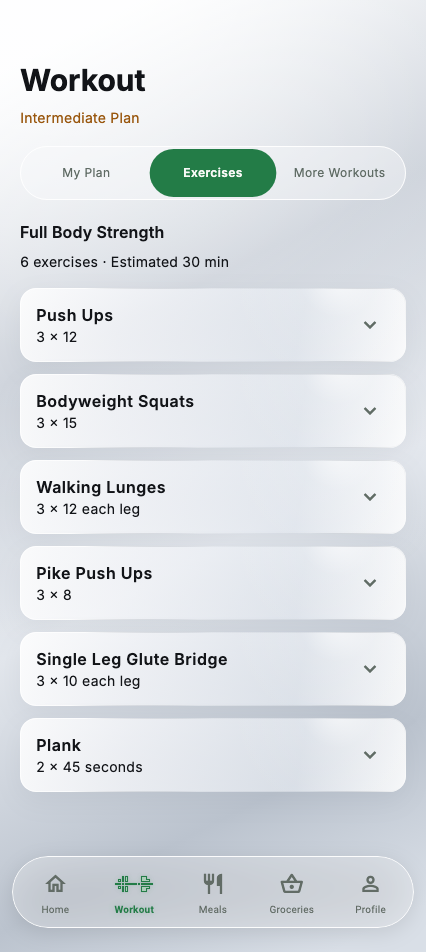 Workout
Intermediate Plan
My Plan
Exercises
More Workouts
Full Body Strength
6 exercises · Estimated 30 min
Push Ups
3 × 12
Bodyweight Squats
3 × 15
Walking Lunges
3 × 12 each leg
Pike Push Ups
3 × 8
Single Leg Glute Bridge
3 × 10 each leg
Plank
2 × 45 seconds
Home
Workout
Meals
Groceries
Profile